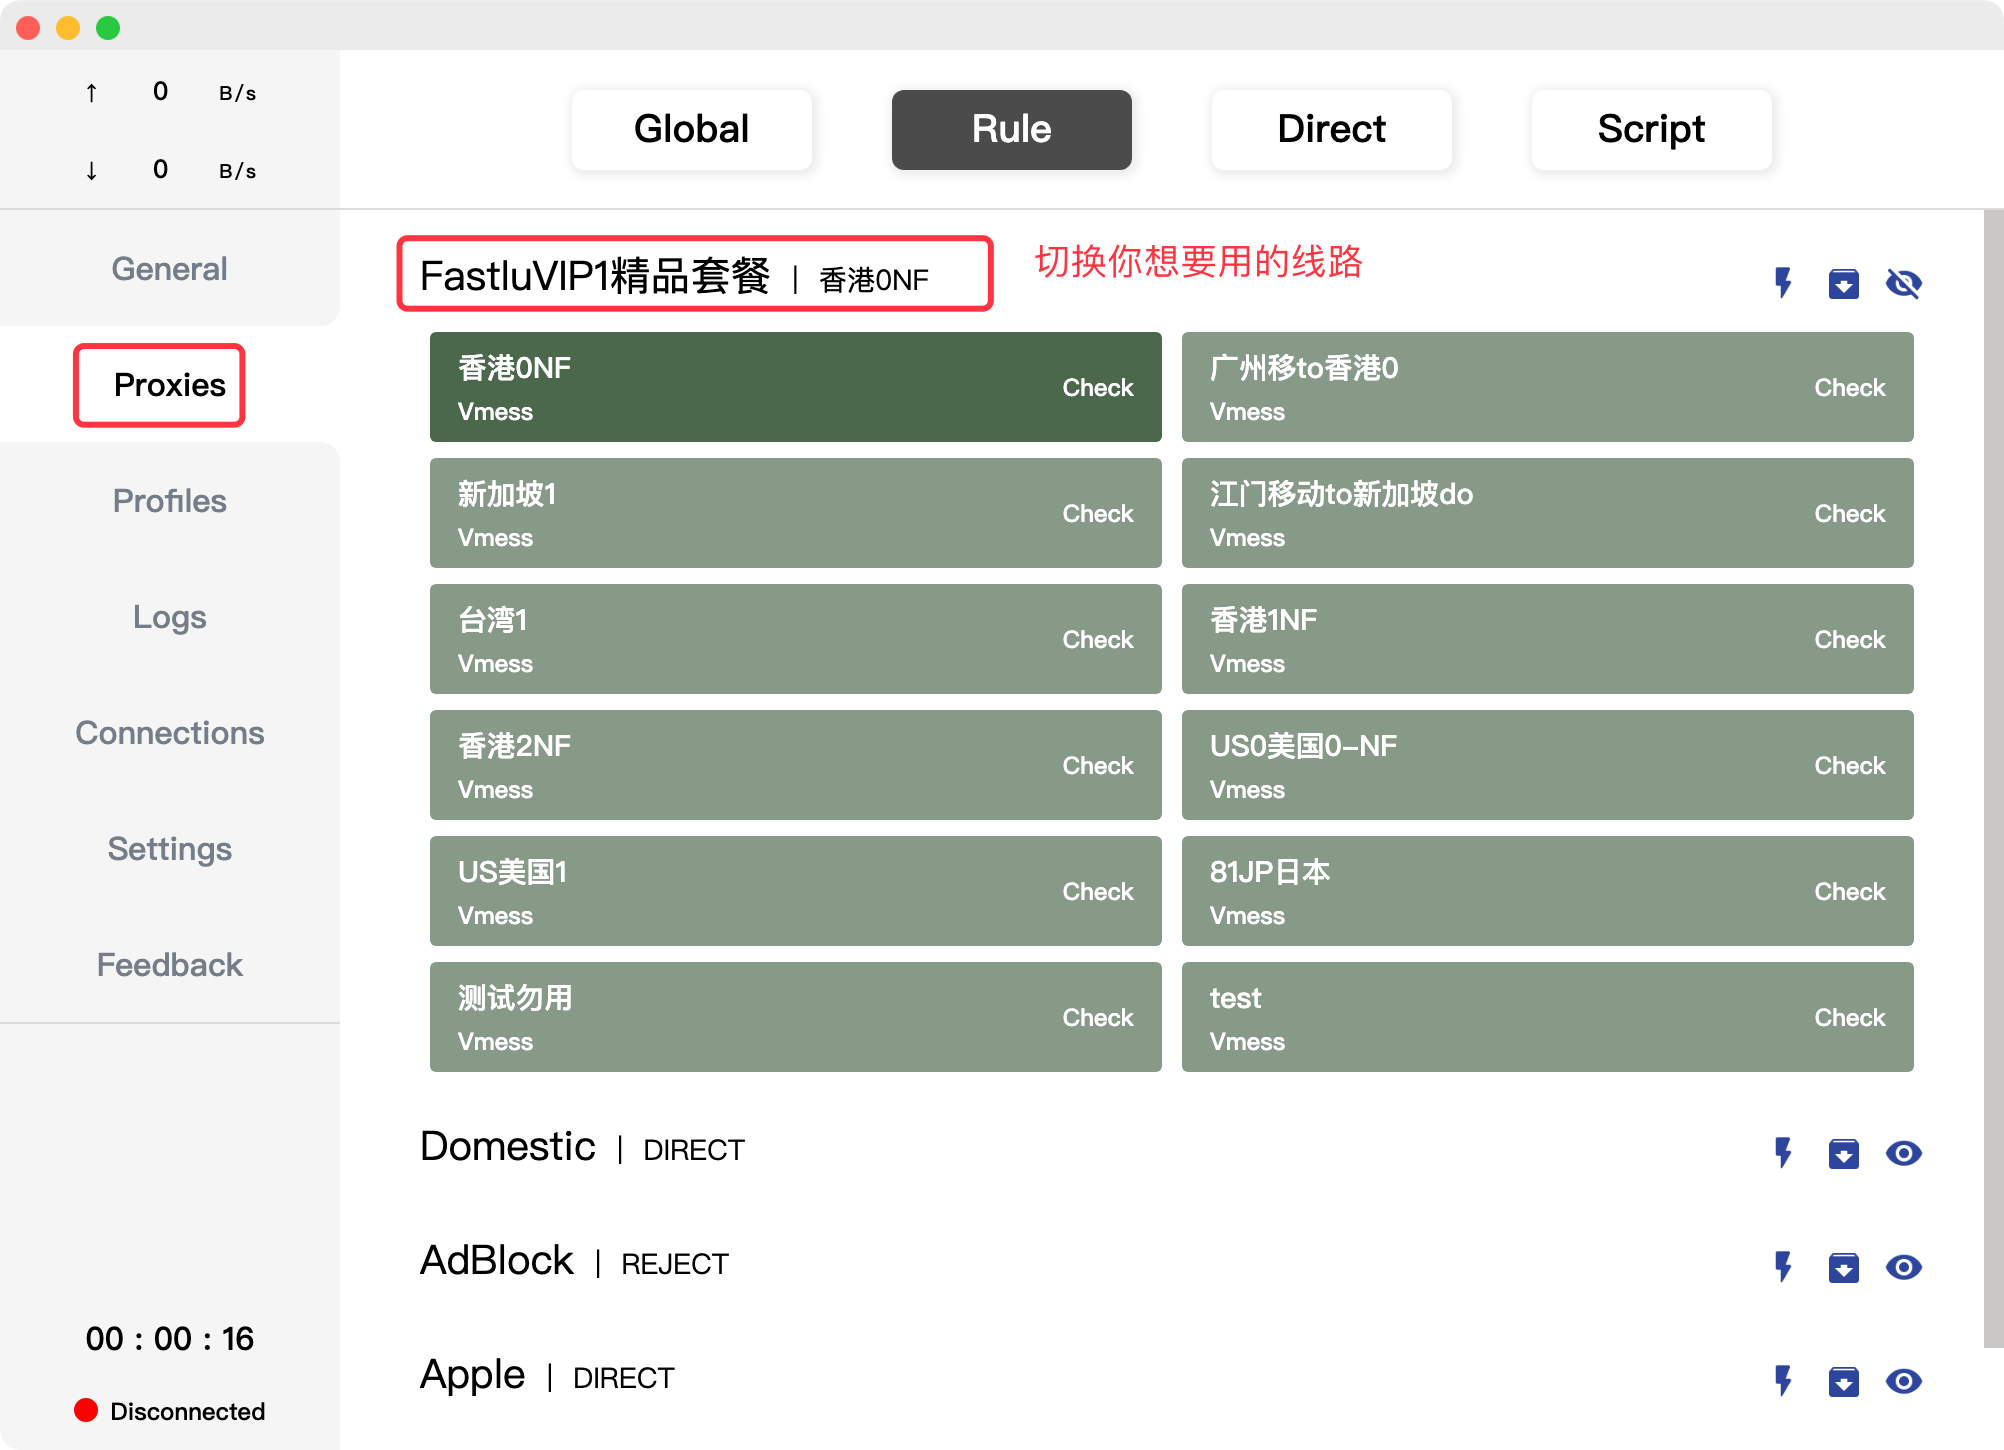 ↑ 0 B/s
↓ 0 B/s
General
Proxies
Profiles
Logs
Connections
Settings
Feedback
00 : 00 : 16
Disconnected
Global
Rule
Direct
Script
FastluVIP1精品套餐 | 香港0NF
切换你想要用的线路
香港0NF
Vmess
Check
广州移to香港0
Vmess
Check
新加坡1
Vmess
Check
江门移动to新加坡do
Vmess
Check
台湾1
Vmess
Check
香港1NF
Vmess
Check
香港2NF
Vmess
Check
US0美国0-NF
Vmess
Check
US美国1
Vmess
Check
81JP日本
Vmess
Check
测试勿用
Vmess
Check
test
Vmess
Check
Domestic | DIRECT
AdBlock | REJECT
Apple | DIRECT